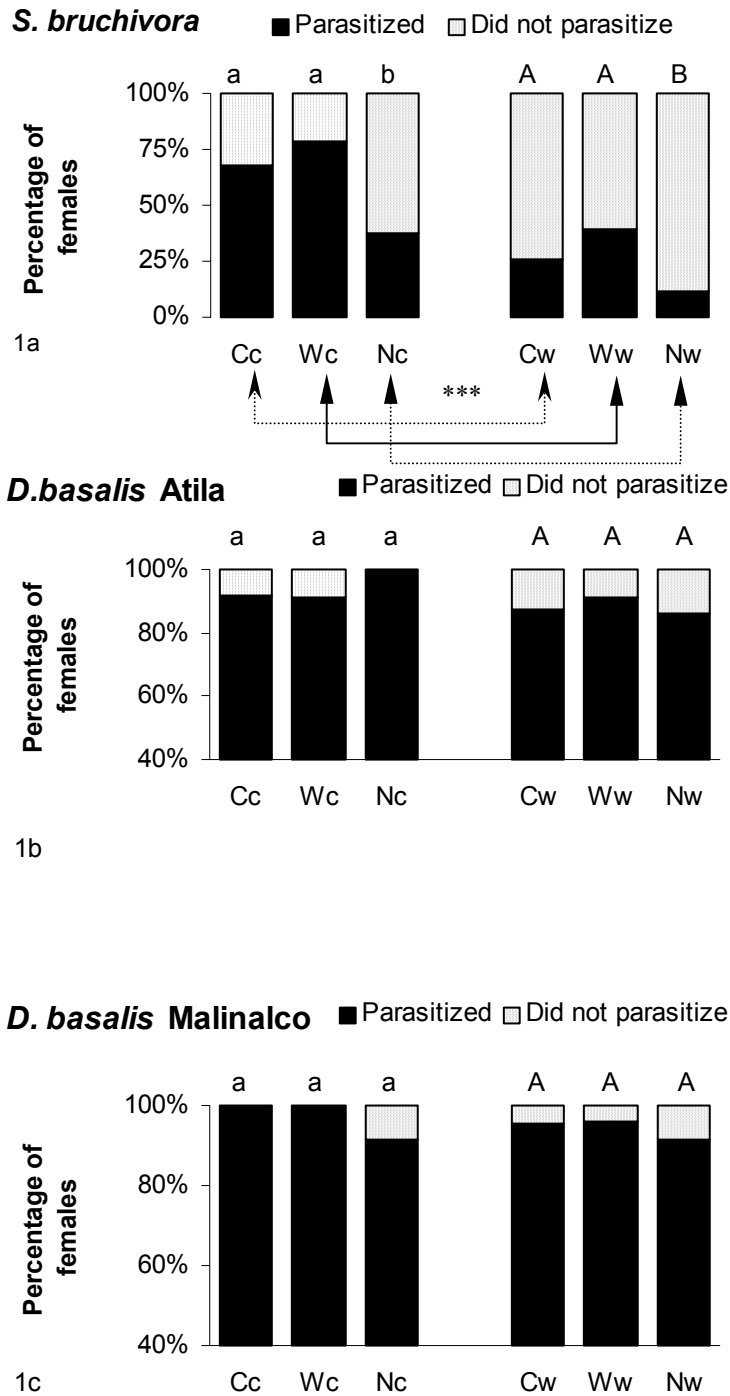 S. bruchivora ■ Parasitized □ Did not parasitize
a a b A A B
100%
75%
50%
25%
0%
Percentage of
females
1a
Cc Wc Nc Cw Ww Nw
***
D.basalis Atila ■ Parasitized □ Did not parasitize
a a a A A A
100%
80%
60%
40%
Percentage of
females
Cc Wc Nc Cw Ww Nw
1b
D. basalis Malinalco ■ Parasitized □ Did not parasitize
a a a A A A
100%
80%
60%
40%
Percentage of
females
1c Cc Wc Nc Cw Ww Nw